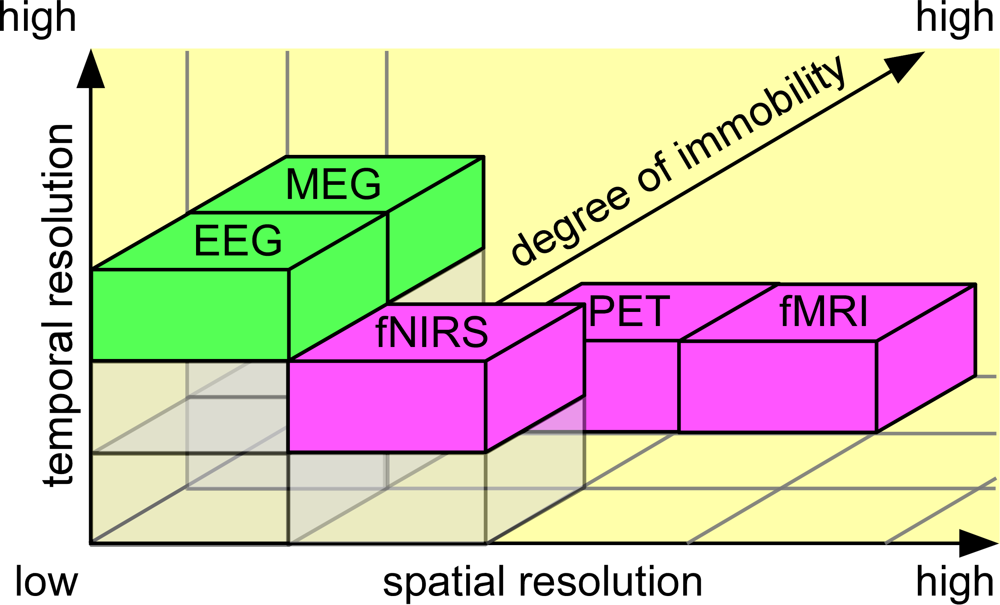 high
high
temporal resolution
degree of immobility
MEG
EEG
fNIRS
PET
fMRI
low
spatial resolution
high